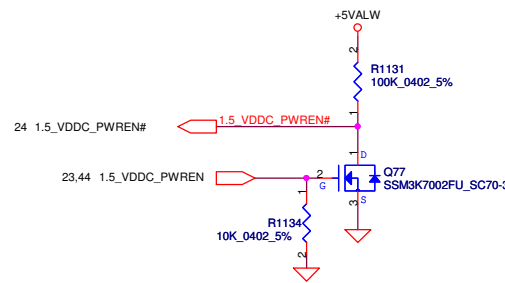 +5VALW
2
R1131
100K_0402_5%
1
24 1.5_VDDC_PWREN#
1.5_VDDC_PWREN#
1
D
23,44 1.5_VDDC_PWREN
2
G
Q77
SSM3K7002FU_SC70-3
1
3
S
R1134
10K_0402_5%
2